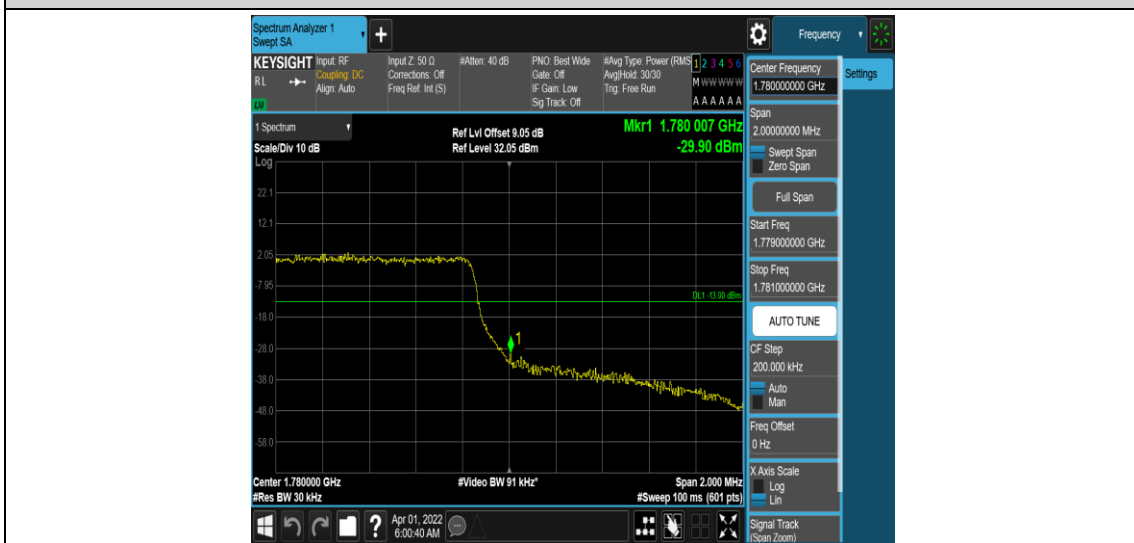 Spectrum Analyzer 1
Swept SA
+
Frequency
KEYSIGHT
RL
LXI
Input: RF
Coupling: DC
Align: Auto
Input Z: 50 Ω
Corrections: Off
Freq Ref: Int (S)
#Atten: 40 dB
PNO: Best Wide
Gate: Off
IF Gain: Low
Sig Track: Off
#Avg Type: Power (RMS
Avg|Hold: 30/30
Trig: Free Run
1 2 3 4 5 6
M W W W W W
A A A A A A
1 Spectrum
Scale/Div 10 dB
Ref Lvl Offset 9.05 dB
Ref Level 32.05 dBm
Mkr1 1.780 007 GHz
-29.90 dBm
Log
22.1
12.1
2.05
-7.95
-18.0
-28.0
-38.0
-48.0
-58.0
DL1 -13.00 dBm
1
Center 1.780000 GHz
#Res BW 30 kHz
#Video BW 91 kHz*
Span 2.000 MHz
#Sweep 100 ms (601 pts)
?
Apr 01, 2022
6:00:40 AM
Center Frequency
1.780000000 GHz
Settings
Span
2.00000000 MHz
Swept Span
Zero Span
Full Span
Start Freq
1.779000000 GHz
Stop Freq
1.781000000 GHz
AUTO TUNE
CF Step
200.000 kHz
Auto
Man
Freq Offset
0 Hz
X Axis Scale
Log
Lin
Signal Track
(Span Zoom)